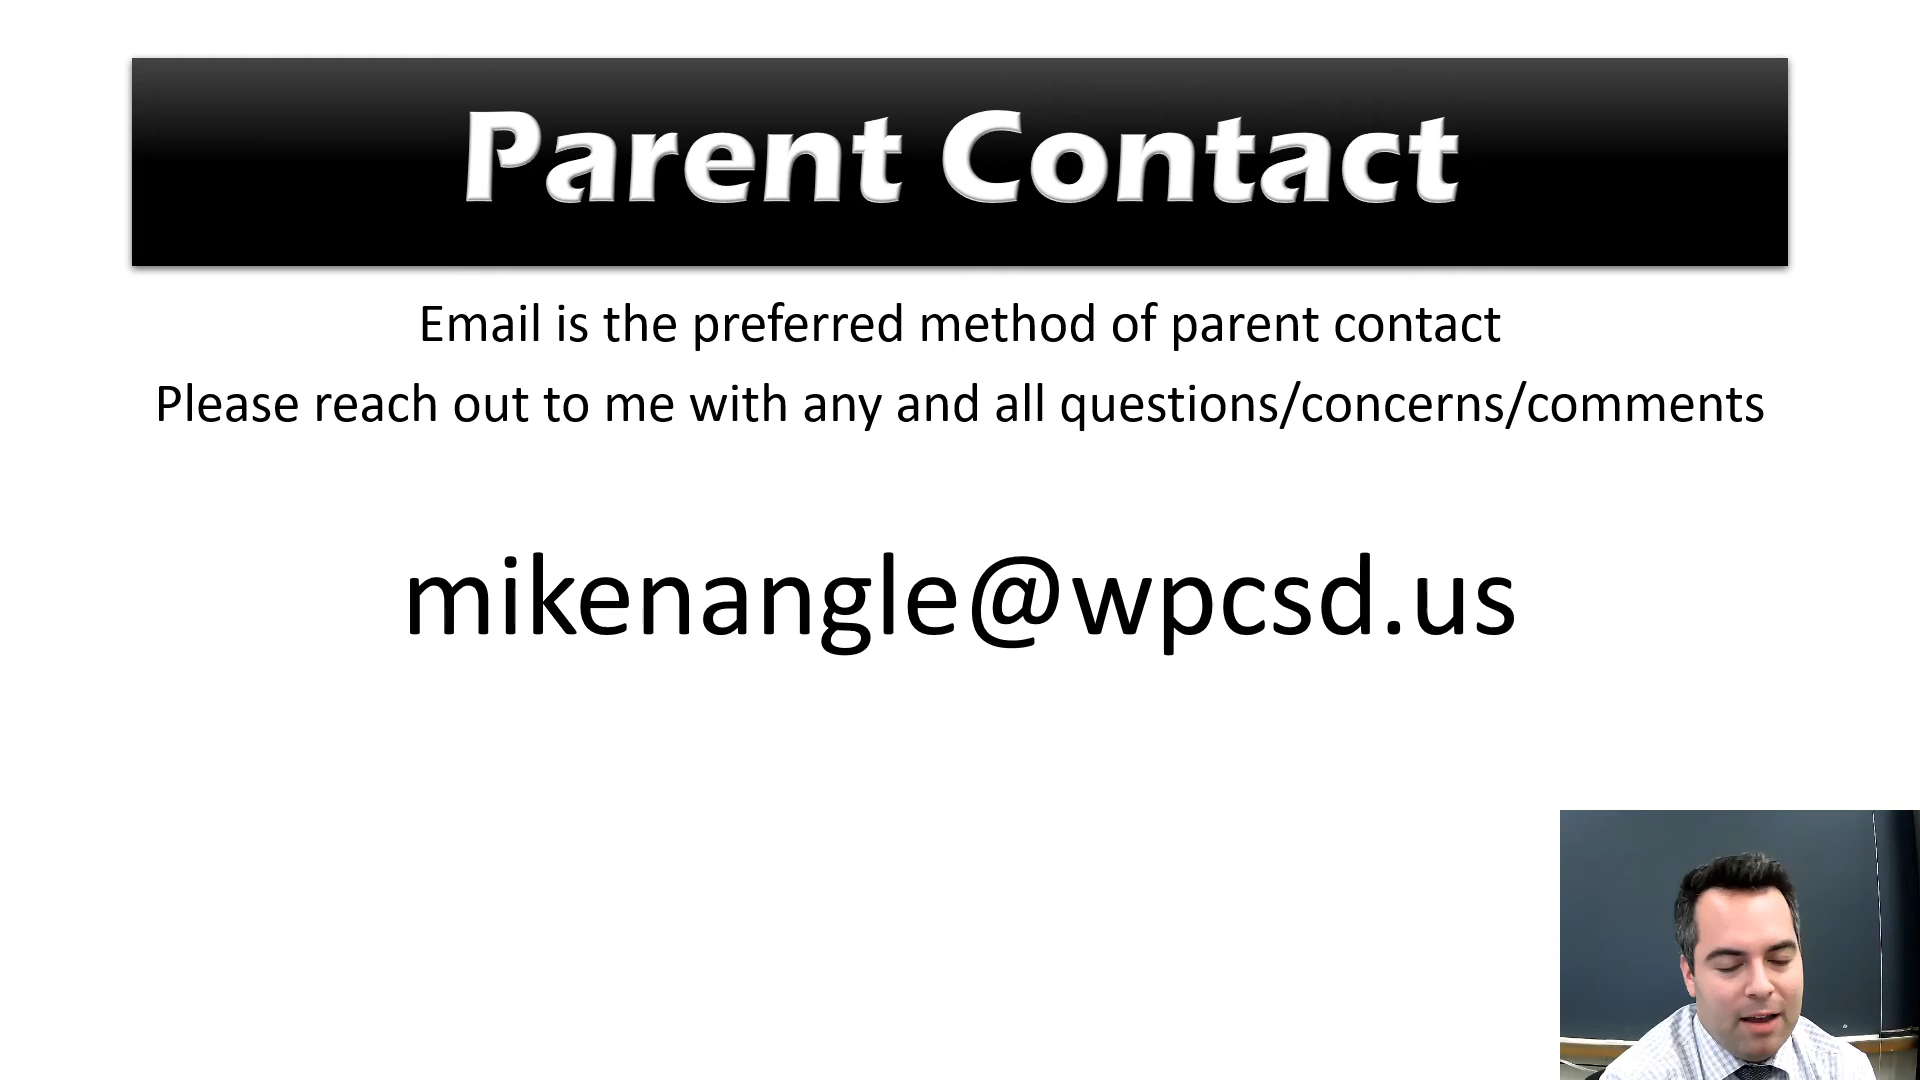 Parent Contact
Email is the preferred method of parent contact
Please reach out to me with any and all questions/concerns/comments
mikenangle@wpcsd.us